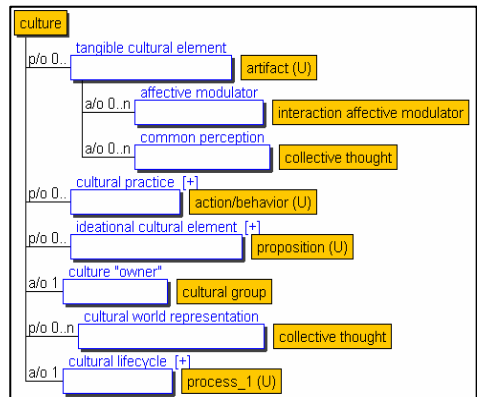 culture
tangible cultural element
p/o 0.. artifact (U)
affective modulator
a/o 0..n interaction affective modulator
common perception
a/o 0..n collective thought
cultural practice [+]
p/o 0.. action/behavior (U)
ideational cultural element [+]
p/o 0.. proposition (U)
culture "owner"
a/o 1 cultural group
cultural world representation
p/o 0..n collective thought
cultural lifecycle [+]
a/o 1 process_1 (U)